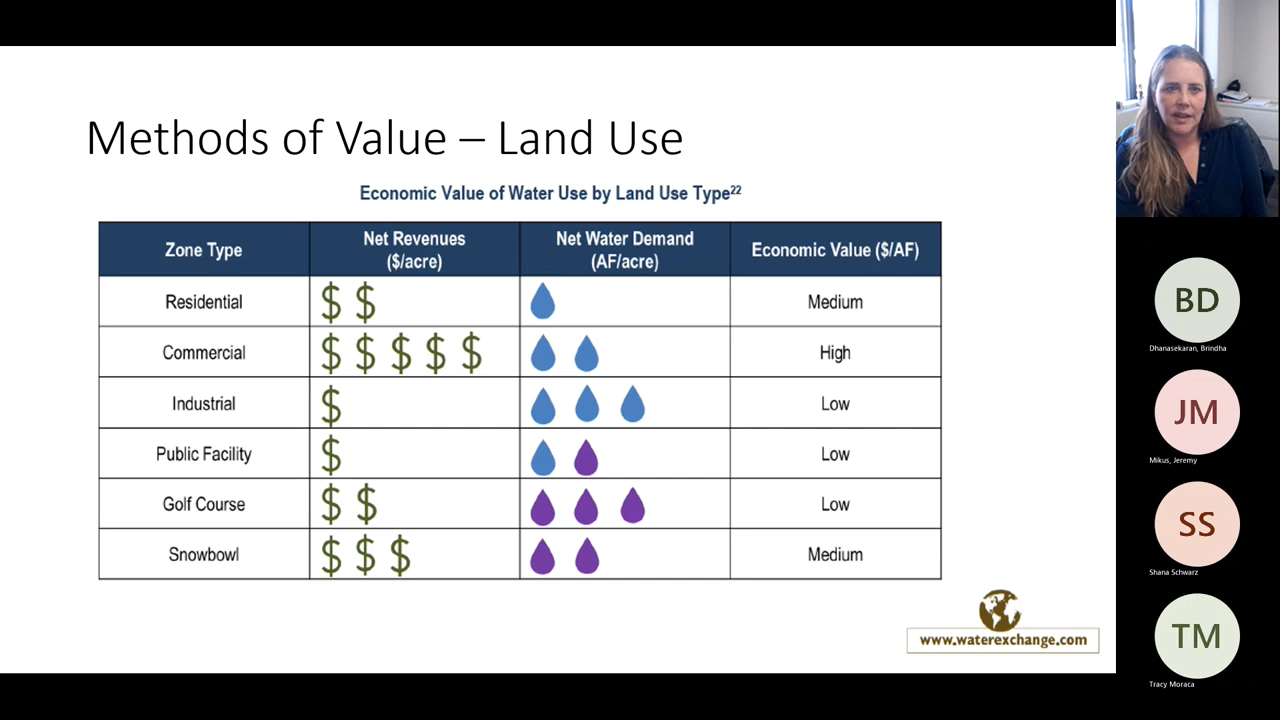 Methods of Value – Land Use
Economic Value of Water Use by Land Use Type²²
Zone Type
Net Revenues
($/acre)
Net Water Demand
(AF/acre)
Economic Value ($/AF)
Residential
$ $
Medium
Commercial
$ $ $ $ $
High
Industrial
$
Low
Public Facility
$
Low
Golf Course
$ $
Low
Snowbowl
$ $ $
Medium
www.waterexchange.com
BD
Dhanasekaran, Brindha
JM
Mikus, Jeremy
SS
Shana Schwarz
TM
Tracy Moraca